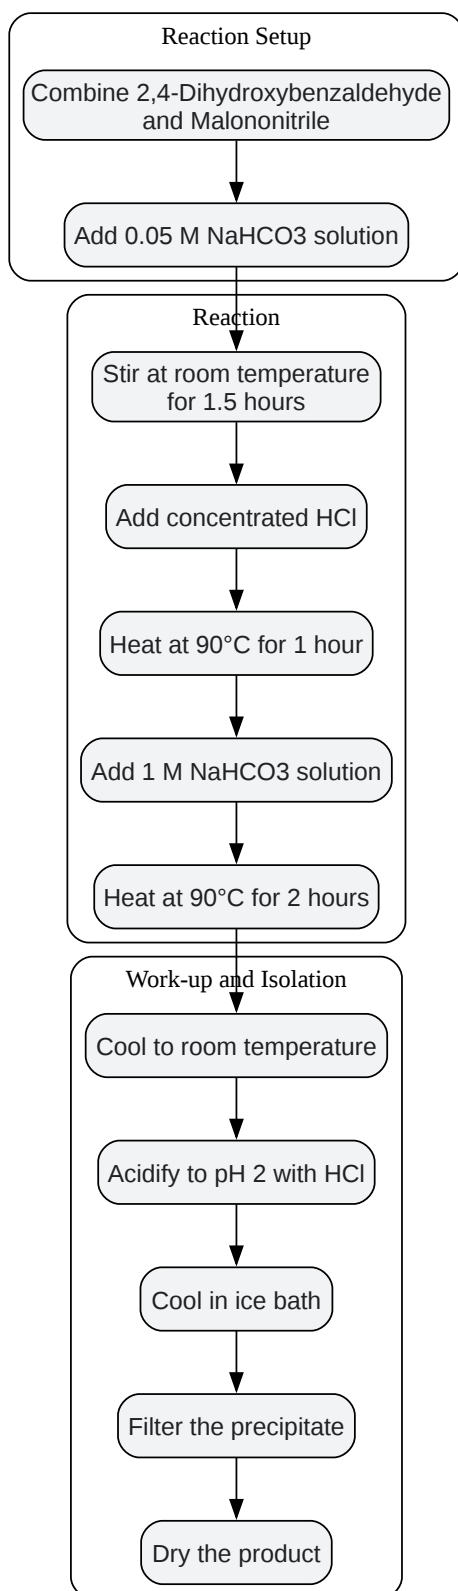 Reaction Setup
Combine 2,4-Dihydroxybenzaldehyde
and Malononitrile
Add 0.05 M NaHCO3 solution
Reaction
Stir at room temperature
for 1.5 hours
Add concentrated HCl
Heat at 90°C for 1 hour
Add 1 M NaHCO3 solution
Heat at 90°C for 2 hours
Work-up and Isolation
Cool to room temperature
Acidify to pH 2 with HCl
Cool in ice bath
Filter the precipitate
Dry the product